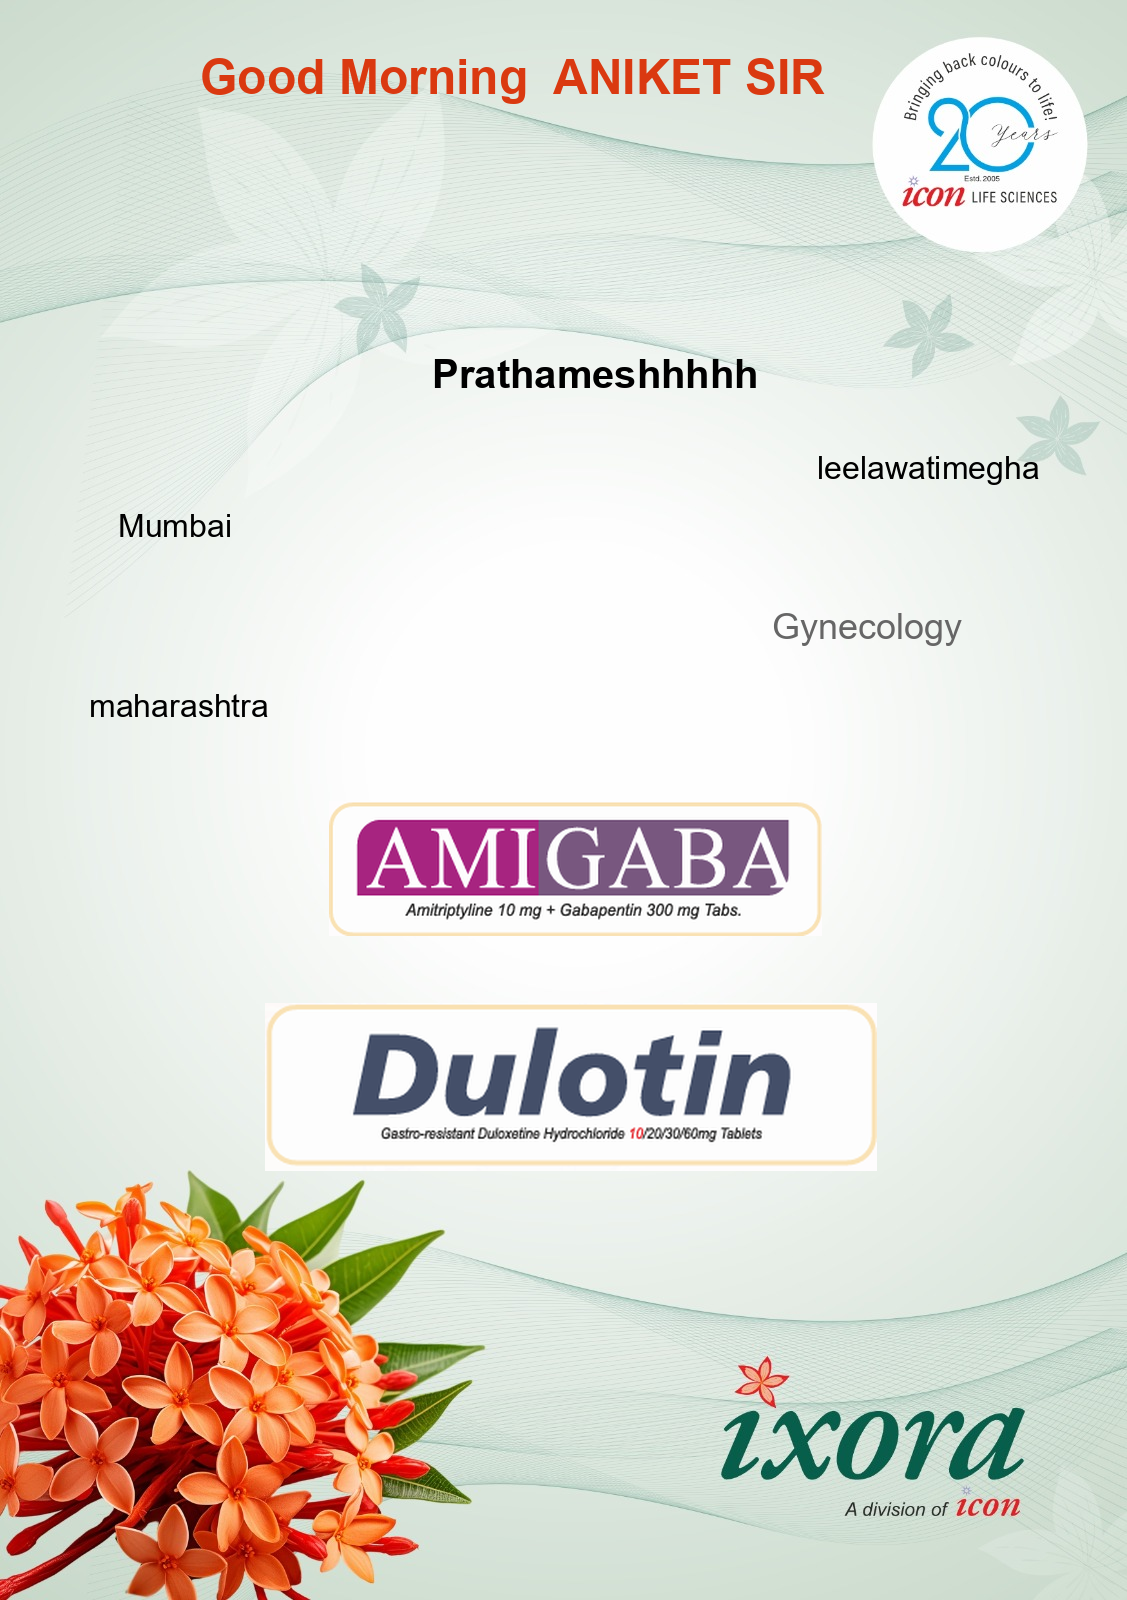 Good Morning  ANIKET SIR
Bringing back colours to life!
20 Years
Estd. 2005
icon LIFE SCIENCES
Prathameshhhhh
leelawatimegha
Mumbai
Gynecology
maharashtra
AMIGABA
Amitriptyline 10 mg + Gabapentin 300 mg Tabs.
Dulotin
Gastro-resistant Duloxetine Hydrochloride 10/20/30/60mg Tablets
ixora
A division of icon